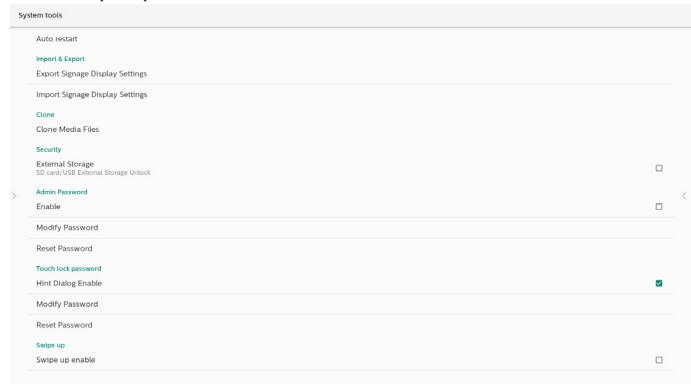 System tools
Auto restart
Import & Export
Export Signage Display Settings
Import Signage Display Settings
Clone
Clone Media Files
Security
External Storage
SD card/USB External Storage Unlock
Admin Password
Enable
Modify Password
Reset Password
Touch lock password
Hint Dialog Enable
Modify Password
Reset Password
Swipe up
Swipe up enable